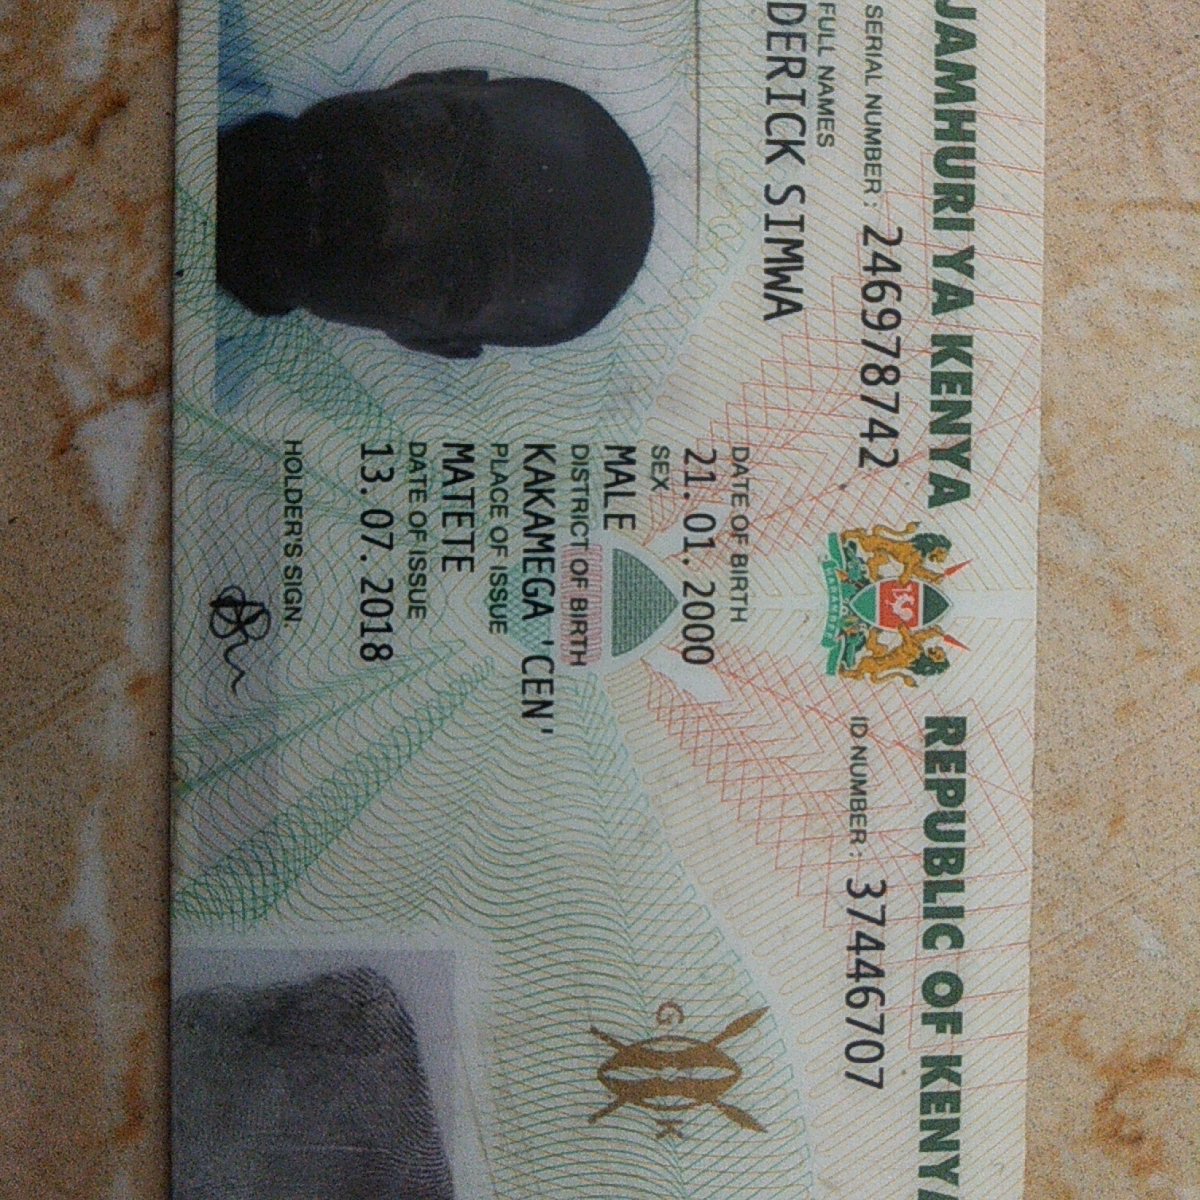 JAMHURI YA KENYA REPUBLIC OF KENYA
SERIAL NUMBER: 246978742 ID NUMBER: 37446707
FULL NAMES
DERICK SIMWA
DATE OF BIRTH
21.01.2000
SEX
MALE
DISTRICT OF BIRTH
KAKAMEGA 'CEN'
PLACE OF ISSUE
MATETE
DATE OF ISSUE
13.07.2018
HOLDER'S SIGN.
G K
HARAMBEE